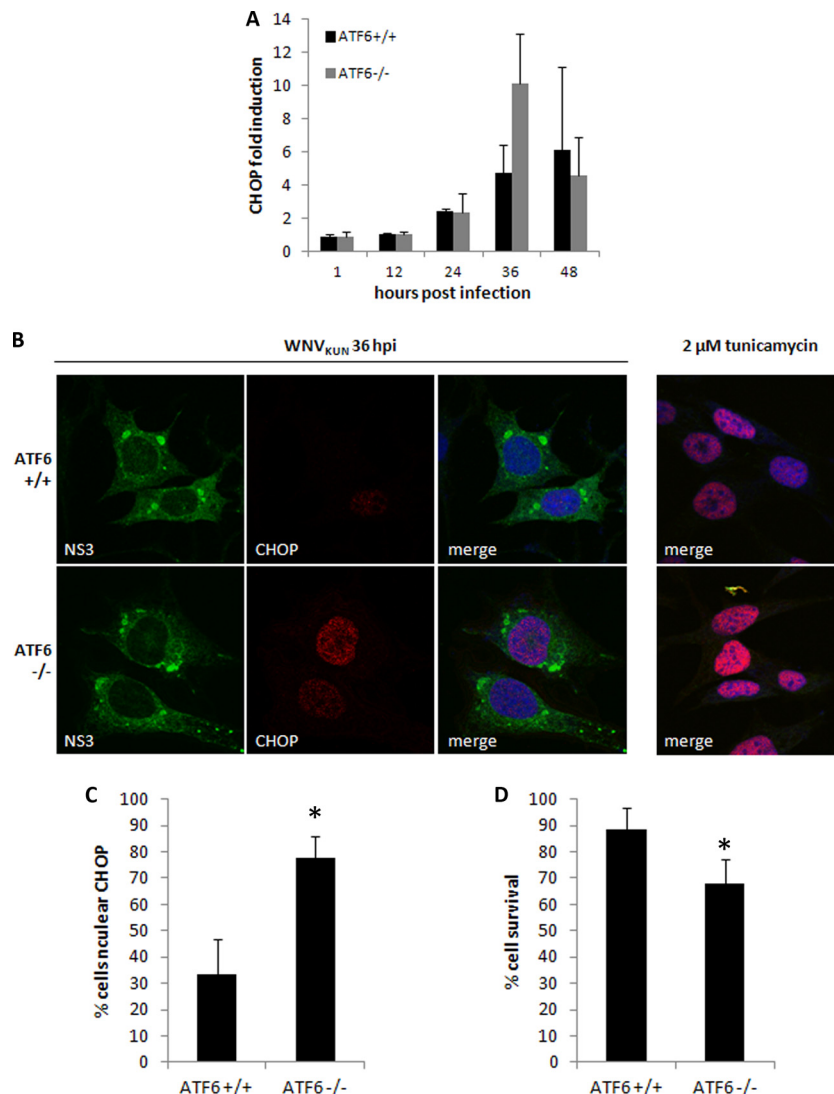 A
CHOP fold induction
14
12
10
8
6
4
2
0
ATF6+/+
ATF6-/-
1 12 24 36 48
hours post infection
B
WNVKUN 36 hpi
2 µM tunicamycin
ATF6
+/+
NS3
CHOP
merge
merge
ATF6
-/-
NS3
CHOP
merge
merge
C
% cells nculear CHOP
100
90
80
70
60
50
40
30
20
10
0
*
ATF6+/+ ATF6-/-
D
% cell survival
100
90
80
70
60
50
40
30
20
10
0
*
ATF6+/+ ATF6-/-